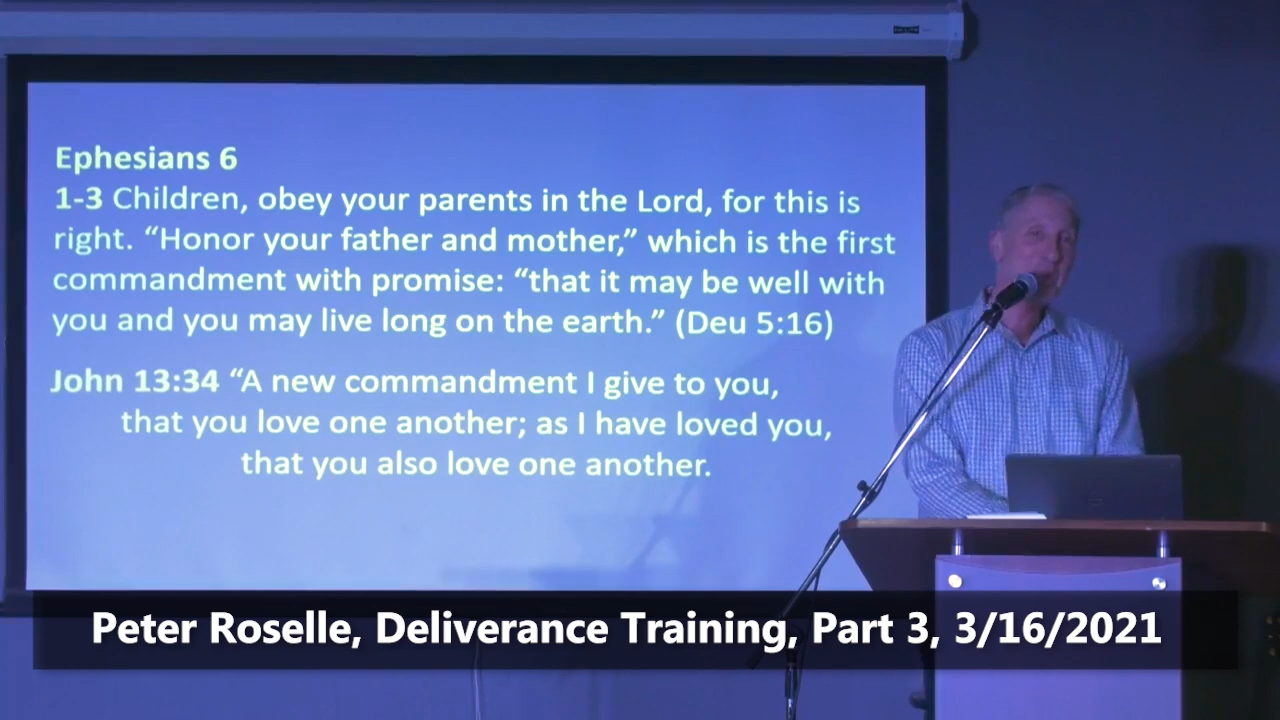 Ephesians 6
1-3 Children, obey your parents in the Lord, for this is
right. “Honor your father and mother,” which is the first
commandment with promise: “that it may be well with
you and you may live long on the earth.” (Deu 5:16)
John 13:34 “A new commandment I give to you,
that you love one another; as I have loved you,
that you also love one another.
Peter Roselle, Deliverance Training, Part 3, 3/16/2021